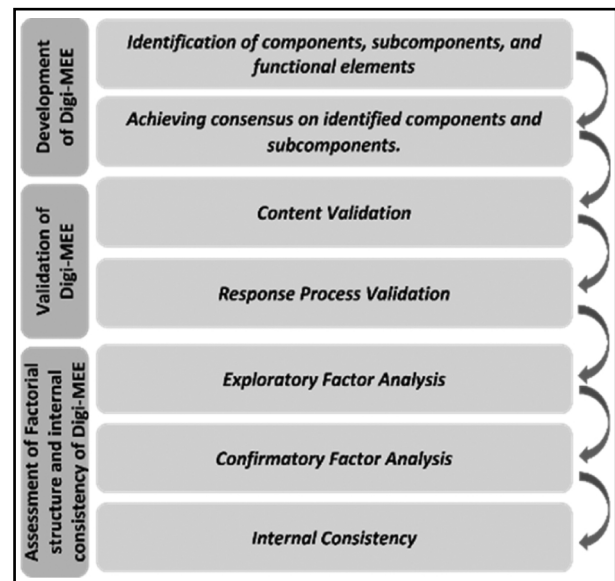 Development
of Digi-MEE
Identification of components, subcomponents, and
functional elements
Achieving consensus on identified components and
subcomponents.
Validation of
Digi-MEE
Content Validation
Response Process Validation
Assessment of Factorial
structure and internal
consistency of Digi-MEE
Exploratory Factor Analysis
Confirmatory Factor Analysis
Internal Consistency